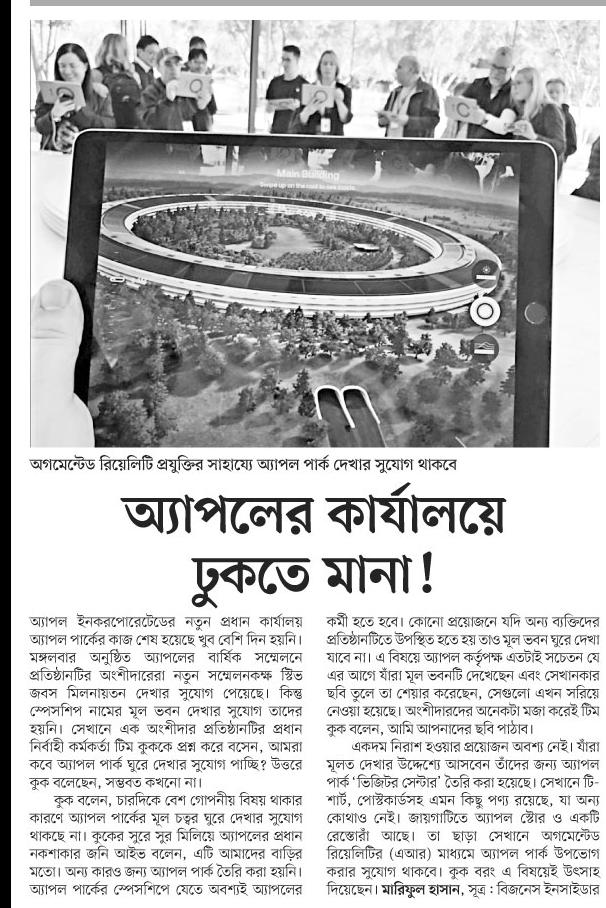 Main Building
Swipe up on the roof to see inside.
অগমেন্টেড রিয়েলিটি প্রযুক্তির সাহায্যে অ্যাপল পার্ক দেখার সুযোগ থাকবে
অ্যাপলের কার্যালয়ে
ঢুকতে মানা!
অ্যাপল ইনকরপোরেটেডের নতুন প্রধান কার্যালয়
অ্যাপল পার্কের কাজ শেষ হয়েছে খুব বেশি দিন হয়নি।
মঙ্গলবার অনুষ্ঠিত অ্যাপলের বার্ষিক সম্মেলনে
প্রতিষ্ঠানটির অংশীদারেরা নতুন সম্মেলনকক্ষ স্টিভ
জবস মিলনায়তন দেখার সুযোগ পেয়েছে। কিন্তু
স্পেসশিপ নামের মূল ভবন দেখার সুযোগ তাদের
হয়নি। সেখানে এক অংশীদার প্রতিষ্ঠানটির প্রধান
নির্বাহী কর্মকর্তা টিম কুককে প্রশ্ন করে বসেন, আমরা
কবে অ্যাপল পার্ক ঘুরে দেখার সুযোগ পাচ্ছি? উত্তরে
কুক বলেছেন, সম্ভবত কখনো না।
কুক বলেন, চারদিকে বেশ গোপনীয় বিষয় থাকার
কারণে অ্যাপল পার্কের মূল চত্বর ঘুরে দেখার সুযোগ
থাকছে না। কুকের সুরে সুর মিলিয়ে অ্যাপলের প্রধান
নকশাকার জনি আইভ বলেন, এটি আমাদের বাড়ির
মতো। অন্য কারও জন্য অ্যাপল পার্ক তৈরি করা হয়নি।
অ্যাপল পার্কের স্পেসশিপে যেতে অবশ্যই অ্যাপলের
কর্মী হতে হবে। কোনো প্রয়োজনে যদি অন্য ব্যক্তিদের
প্রতিষ্ঠানটিতে উপস্থিত হতে হয় তাও মূল ভবন ঘুরে দেখা
যাবে না। এ বিষয়ে অ্যাপল কর্তৃপক্ষ এতটাই সচেতন যে
এর আগে যাঁরা মূল ভবনটি দেখেছেন এবং সেখানকার
ছবি তুলে তা শেয়ার করেছেন, সেগুলো এখন সরিয়ে
নেওয়া হয়েছে। অংশীদারদের অনেকটা মজা করেই টিম
কুক বলেন, আমি আপনাদের ছবি পাঠাব।
একদম নিরাশ হওয়ার প্রয়োজন অবশ্য নেই। যাঁরা
মূলত দেখার উদ্দেশ্যে আসবেন তাঁদের জন্য অ্যাপল
পার্ক ‘ভিজিটর সেন্টার’ তৈরি করা হয়েছে। সেখানে টি-
শার্ট, পোস্টকার্ডসহ এমন কিছু পণ্য রয়েছে, যা অন্য
কোথাও নেই। জায়গাটিতে অ্যাপল স্টোর ও একটি
রেস্তোরাঁ আছে। তা ছাড়া সেখানে অগমেন্টেড
রিয়েলিটির (এআর) মাধ্যমে অ্যাপল পার্ক উপভোগ
করার সুযোগ থাকবে। কুক বরং এ বিষয়েই উৎসাহ
দিয়েছেন। মারিফুল হাসান, সূত্র : বিজনেস ইনসাইডার